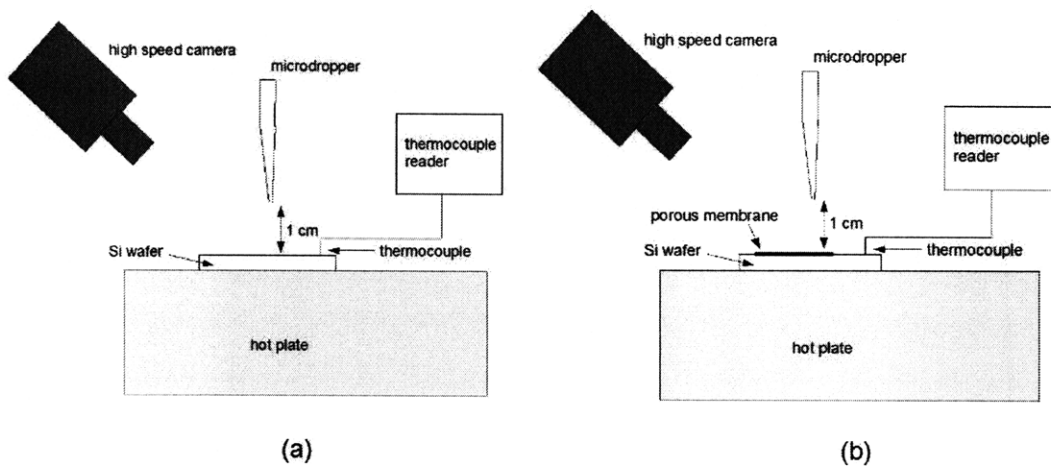 high speed camera
microdropper
thermocouple
reader
1 cm
Si wafer
thermocouple
hot plate
(a)
high speed camera
microdropper
thermocouple
reader
porous membrane
1 cm
Si wafer
thermocouple
hot plate
(b)